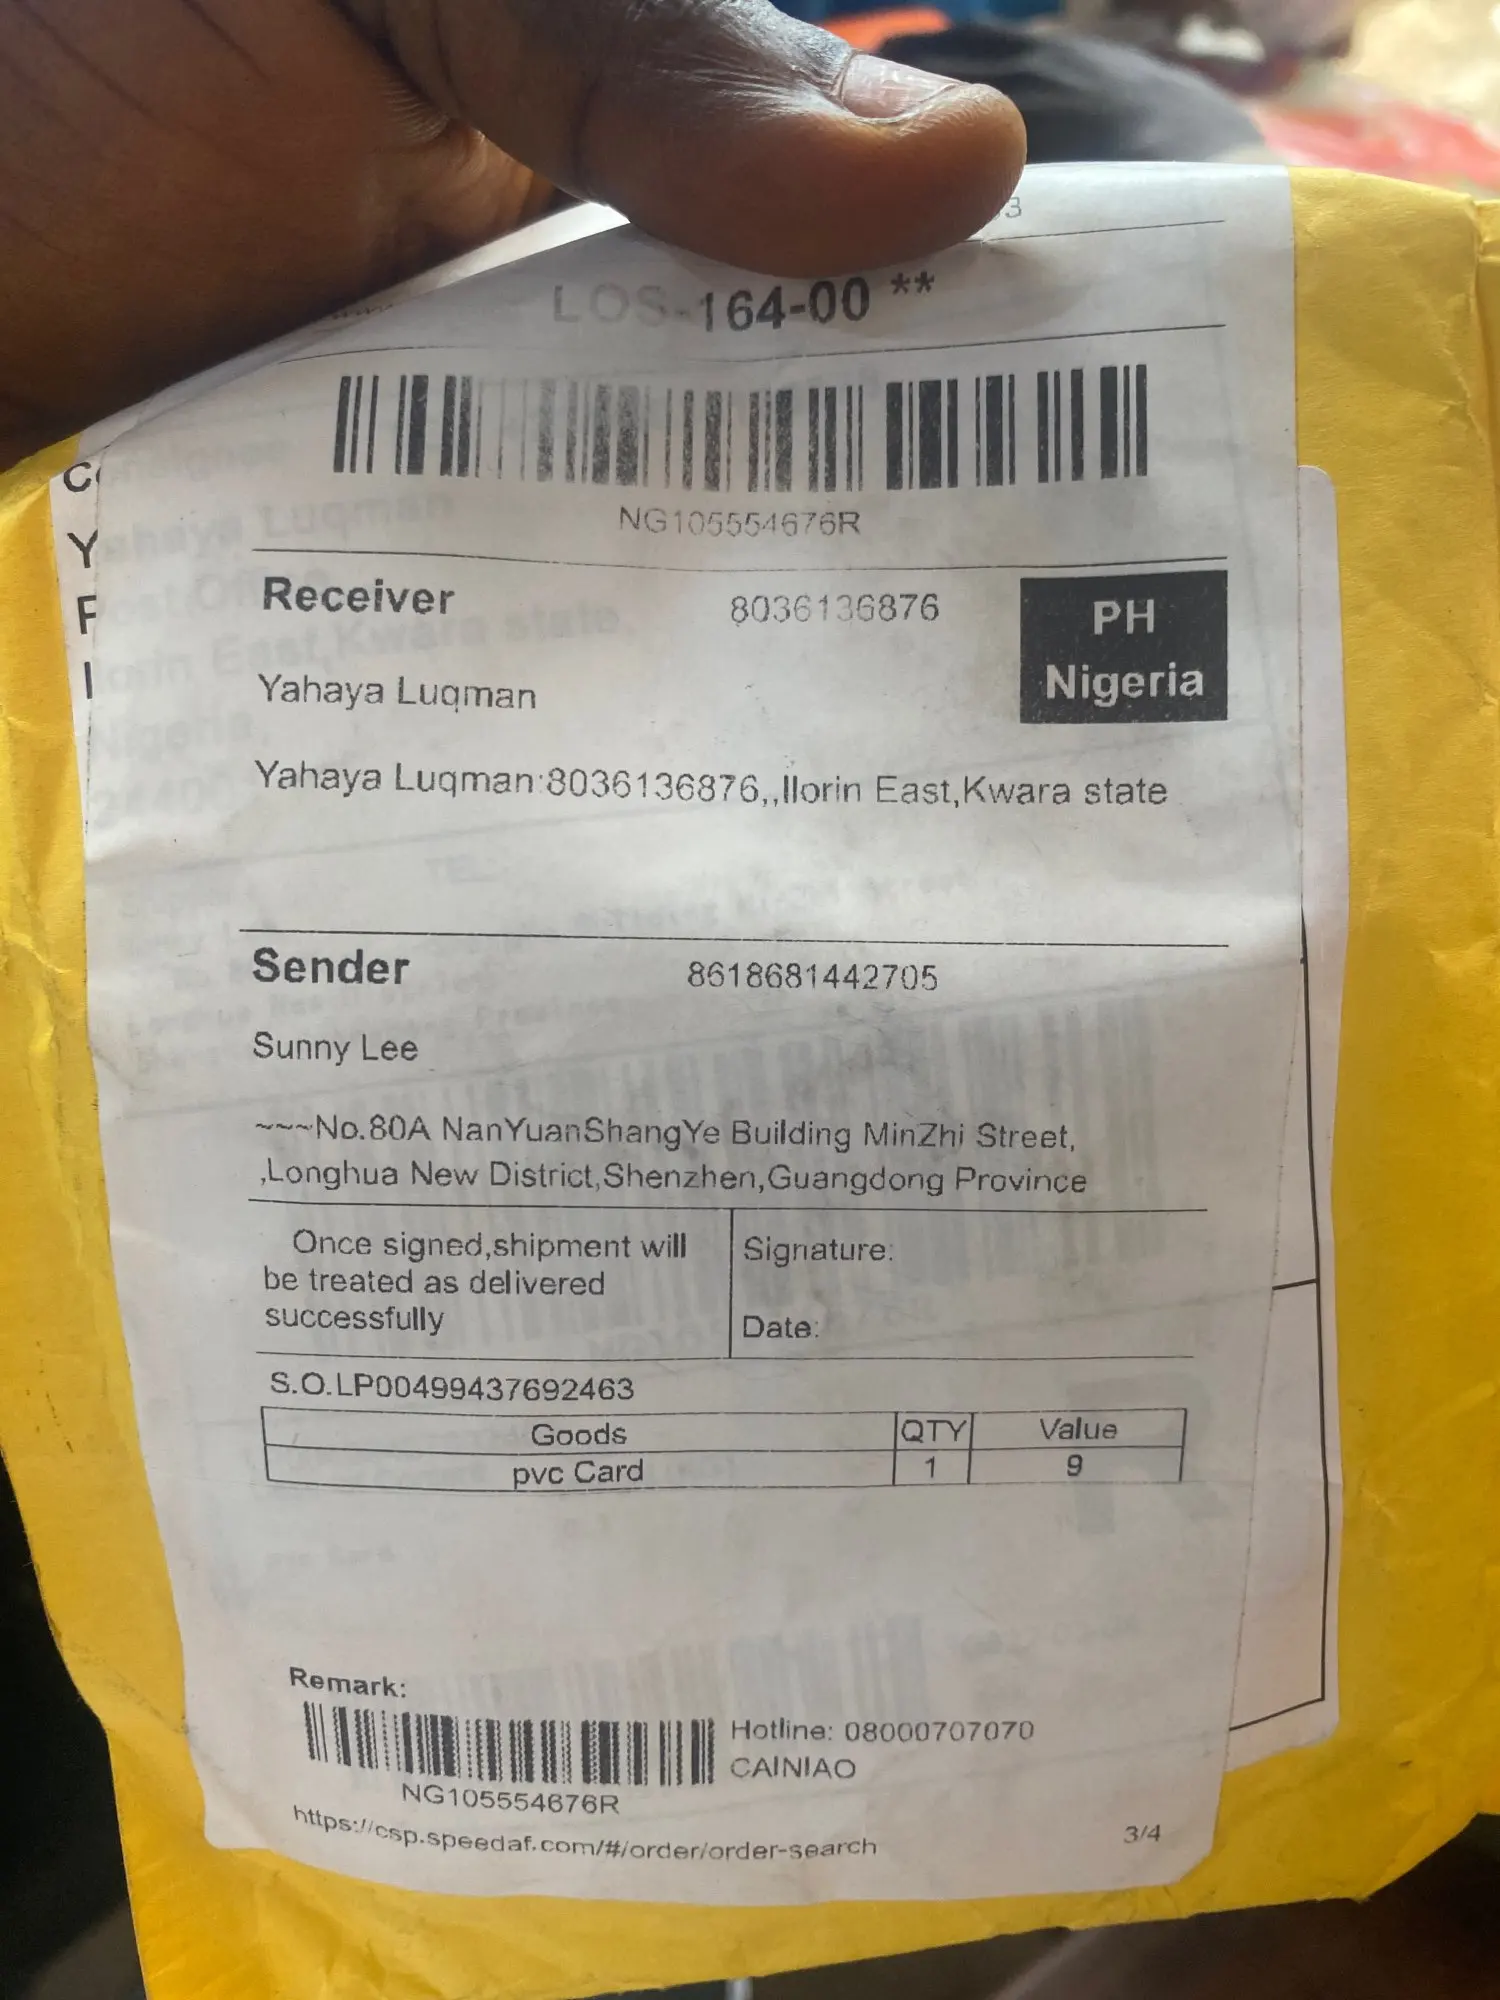 3
LOS-164-00 **
NG105554676R
Receiver 8036136876
PH
Nigeria
Yahaya Luqman
Yahaya Luqman:8036136876,,Ilorin East,Kwara state
Sender 8618681442705
Sunny Lee
~~~No.80A NanYuanShangYe Building MinZhi Street,
,Longhua New District,Shenzhen,Guangdong Province
Once signed,shipment will
be treated as delivered
successfully
Signature:
Date:
S.O.LP00499437692463
Goods QTY Value
pvc Card 1 9
Remark:
Hotline: 08000707070
CAINIAO
NG105554676R
https://csp.speedaf.com/#/order/order-search
3/4